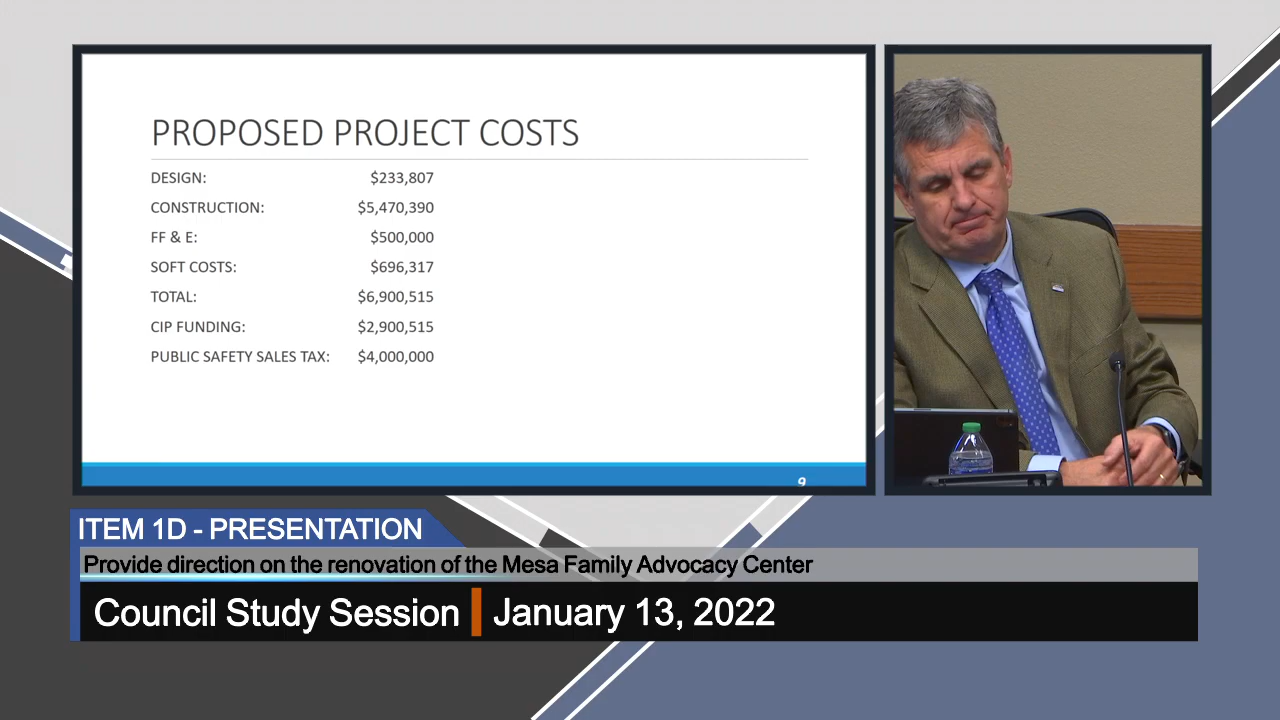 PROPOSED PROJECT COSTS
DESIGN: $233,807
CONSTRUCTION: $5,470,390
FF & E: $500,000
SOFT COSTS: $696,317
TOTAL: $6,900,515
CIP FUNDING: $2,900,515
PUBLIC SAFETY SALES TAX: $4,000,000
9
ITEM 1D - PRESENTATION
Provide direction on the renovation of the Mesa Family Advocacy Center
Council Study Session January 13, 2022